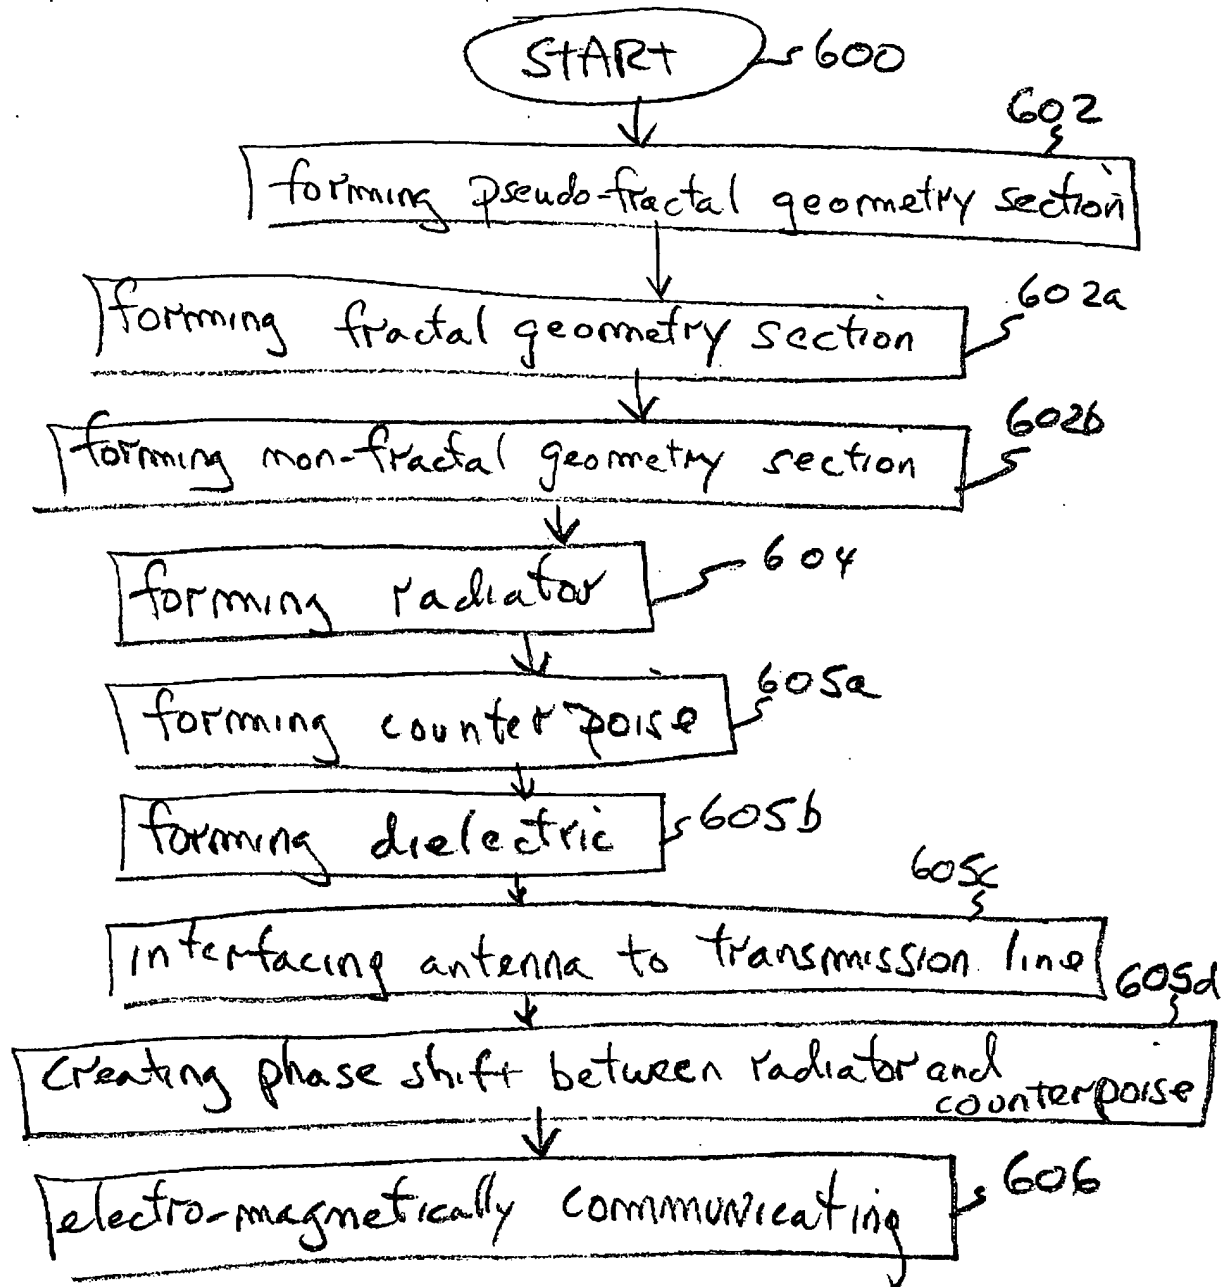 START 600
602
forming pseudo-fractal geometry section
602a
forming fractal geometry section
602b
forming non-fractal geometry section
604
forming radiator
605a
forming counterpoise
605b
forming dielectric
605c
interfacing antenna to transmission line
605d
creating phase shift between radiator and
counterpoise
606
electro-magnetically communicating